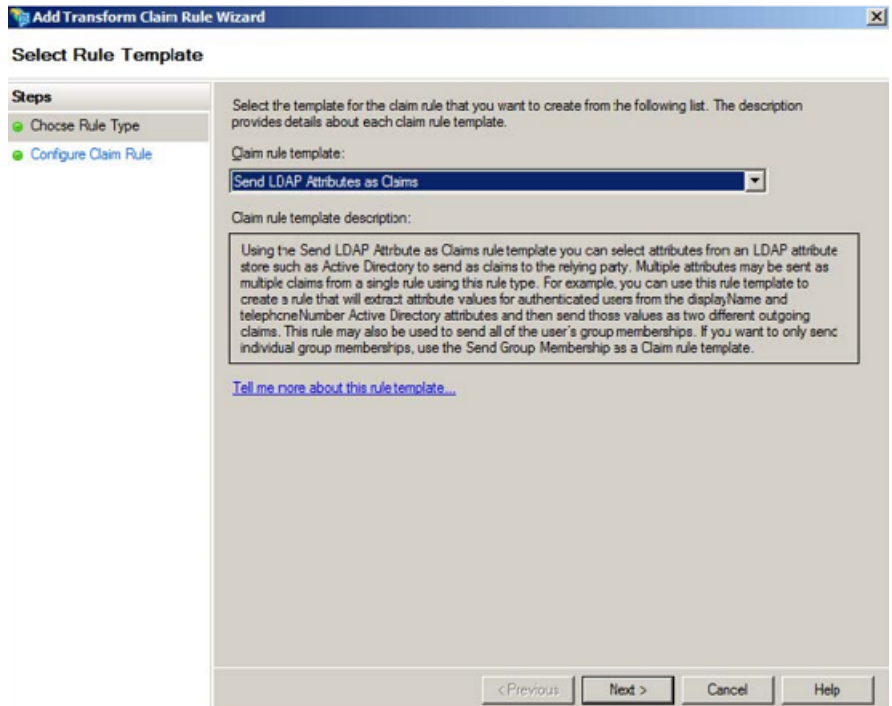 Add Transform Claim Rule Wizard
Select Rule Template
Steps
Choose Rule Type
Configure Claim Rule
Select the template for the claim rule that you want to create from the following list. The description
provides details about each claim rule template.
Claim rule template:
Send LDAP Attributes as Claims
Claim rule template description:
Using the Send LDAP Attribute as Claims rule template you can select attributes from an LDAP attribute
store such as Active Directory to send as claims to the relying party. Multiple attributes may be sent as
multiple claims from a single rule using this rule type. For example, you can use this rule template to
create a rule that will extract attribute values for authenticated users from the displayName and
telephoneNumber Active Directory attributes and then send those values as two different outgoing
claims. This rule may also be used to send all of the user's group memberships. If you want to only send
individual group memberships, use the Send Group Membership as a Claim rule template.
Tell me more about this rule template...
< Previous
Next >
Cancel
Help